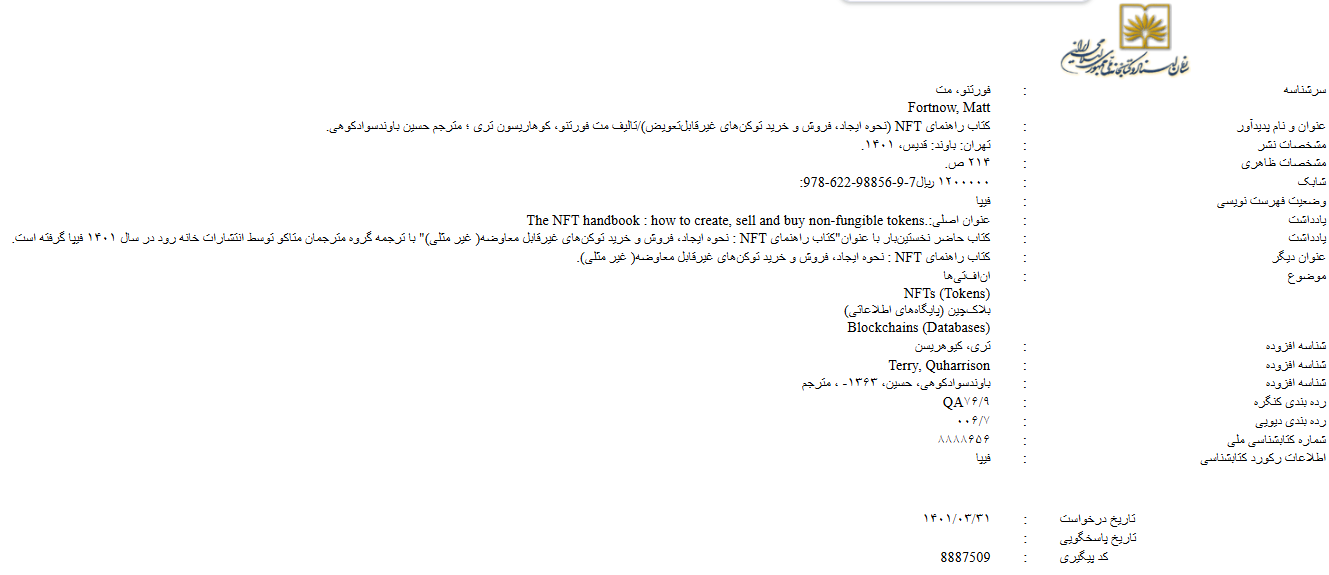 سازمان اسناد و کتابخانه ملی جمهوری اسلامی ایران
سرشناسه : فورتنو، مت
Fortnow, Matt
عنوان و نام پدیدآور : کتاب راهنمای NFT (نحوه ایجاد، فروش و خرید توکن‌های غیرقابل‌تعویض)/تالیف مت فورتنو، کوهاریسون تری ؛ مترجم حسین باوندسوادکوهی.
مشخصات نشر : تهران: باوند: قدیس، ۱۴۰۱.
مشخصات ظاهری : ۲۱۴ ص.
شابک : ۱۲۰۰۰۰۰ ریال978-622-98856-9-7:
وضعیت فهرست نویسی : فیپا
یادداشت : عنوان اصلی:.The NFT handbook : how to create, sell and buy non-fungible tokens
یادداشت : کتاب حاضر نخستین‌بار با عنوان"کتاب راهنمای NFT : نحوه ایجاد، فروش و خرید توکن‌های غیرقابل معاوضه( غیر مثلی)" با ترجمه گروه مترجمان متاکو توسط انتشارات خانه رود در سال ۱۴۰۱ فیپا گرفته است.
عنوان دیگر : کتاب راهنمای NFT : نحوه ایجاد، فروش و خرید توکن‌های غیرقابل معاوضه( غیر مثلی).
موضوع : ان‌اف‌تی‌ها
NFTs (Tokens)
بلاک‌چین (پایگاه‌های اطلاعاتی)
Blockchains (Databases)
شناسه افزوده : تری، کیوهریسن
شناسه افزوده : Terry, Quharrison
شناسه افزوده : باوندسوادکوهی، حسین، ۱۳۶۳- ، مترجم
رده بندی کنگره : QA۷۶/۹
رده بندی دیویی : ۰۰۶/۷
شماره کتابشناسی ملی : ۸۸۸۸۶۵۶
اطلاعات رکورد کتابشناسی : فیپا
تاریخ درخواست : ۱۴۰۱/۰۳/۳۱
تاریخ پاسخگویی :
کد پیگیری : 8887509